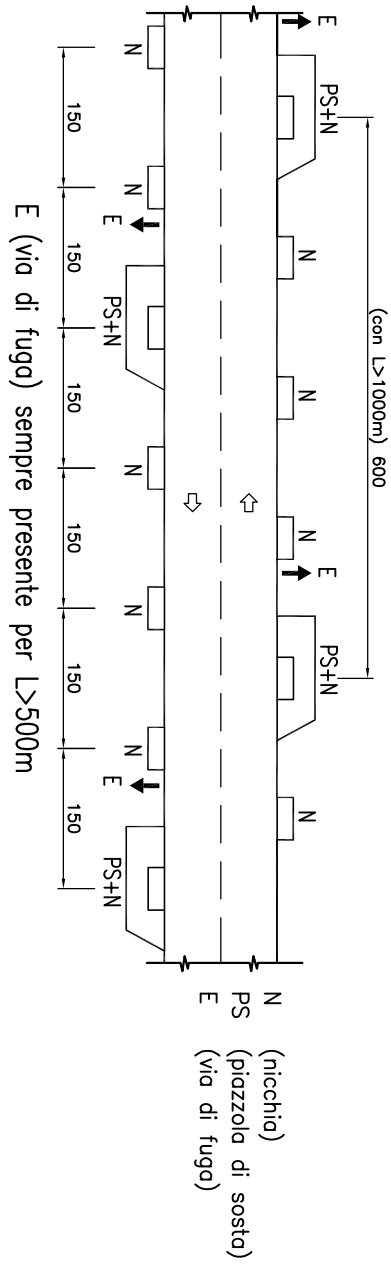 (con L>1000m) 600
E
PS+N
N
N
N
E
PS+N
N
N (nicchia)
PS (piazzola di sosta)
E (via di fuga)
N
N
E
PS+N
N
N
N
E
PS+N
150
150
150
150
150
150
E (via di fuga) sempre presente per L>500m